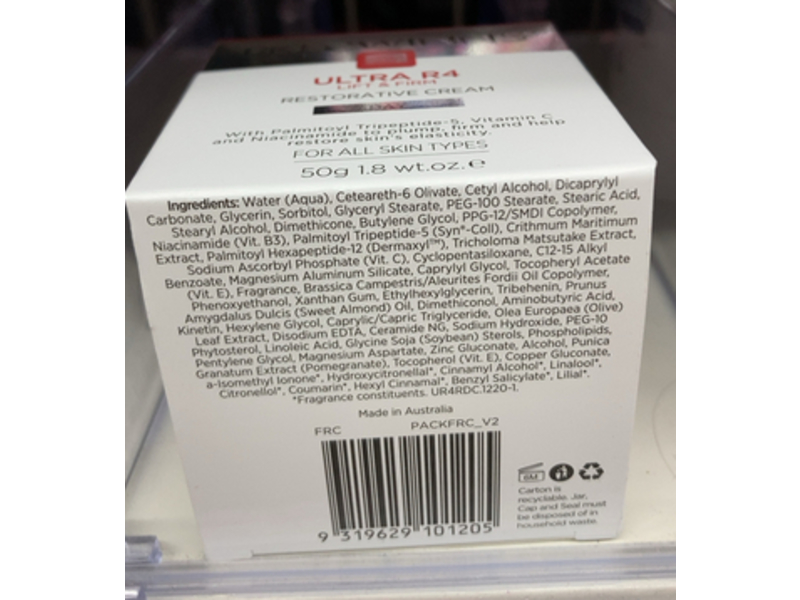 ULTRA R4
LIFT & FIRM
RESTORATIVE CREAM
With Palmitoyl Tripeptide-5, Vitamin C
and Niacinamide to plump, firm and help
restore skin's elasticity.
FOR ALL SKIN TYPES
50g 1.8 wt.oz. e
Ingredients: Water (Aqua), Ceteareth-6 Olivate, Cetyl Alcohol, Dicaprylyl
Carbonate, Glycerin, Sorbitol, Glyceryl Stearate, PEG-100 Stearate, Stearic Acid,
Stearyl Alcohol, Dimethicone, Butylene Glycol, PPG-12/SMDI Copolymer,
Niacinamide (Vit. B3), Palmitoyl Tripeptide-5 (Syn®-Coll), Crithmum Maritimum
Extract, Palmitoyl Hexapeptide-12 (Dermaxyl™), Tricholoma Matsutake Extract,
Sodium Ascorbyl Phosphate (Vit. C), Cyclopentasiloxane, C12-15 Alkyl
Benzoate, Magnesium Aluminum Silicate, Caprylyl Glycol, Tocopheryl Acetate
(Vit. E), Fragrance, Brassica Campestris/Aleurites Fordii Oil Copolymer,
Phenoxyethanol, Xanthan Gum, Ethylhexylglycerin, Tribehenin, Prunus
Amygdalus Dulcis (Sweet Almond) Oil, Dimethiconol, Aminobutyric Acid,
Kinetin, Hexylene Glycol, Caprylic/Capric Triglyceride, Olea Europaea (Olive)
Leaf Extract, Disodium EDTA, Ceramide NG, Sodium Hydroxide, PEG-10
Phytosterol, Linoleic Acid, Glycine Soja (Soybean) Sterols, Phospholipids,
Pentylene Glycol, Magnesium Aspartate, Zinc Gluconate, Alcohol, Punica
Granatum Extract (Pomegranate), Tocopherol (Vit. E), Copper Gluconate,
a-Isomethyl Ionone*, Hydroxycitronellal*, Cinnamyl Alcohol*, Linalool*,
Citronellol*, Coumarin*, Hexyl Cinnamal*, Benzyl Salicylate*, Lilial*.
*Fragrance constituents. UR4RDC.1220-1.
Made in Australia
FRC PACKFRC_V2
6M
Carton is
recyclable. Jar,
Cap and Seal must
be disposed of in
household waste.
9 319629 101205